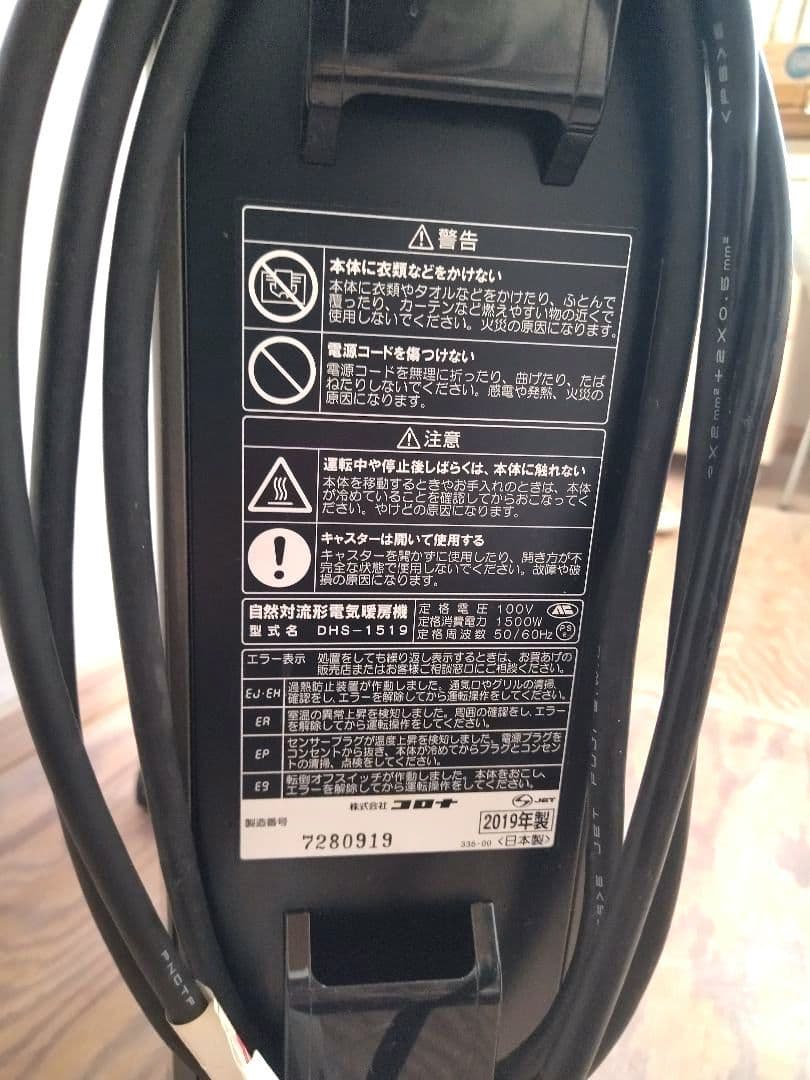 警告
本体に衣類などをかけない
本体に衣類やタオルなどをかけたり、ふとんで
覆ったり、カーテンなど燃えやすい物の近くで
使用しないでください。火災の原因になります。
電源コードを傷つけない
電源コードを無理に折ったり、曲げたり、たば
ねたりしないでください。感電や発熱、火災の
原因になります。
注意
運転中や停止後しばらくは、本体に触れない
本体を移動するときやお手入れのときは、本体
が冷めていることを確認してからおこなってく
ださい。やけどの原因になります。
キャスターは開いて使用する
キャスターを開かずに使用したり、開き方が不
完全な状態で使用しないでください。故障や破
損の原因になります。
自然対流形電気暖房機
型式名 DHS-1519
定格電圧 100V
定格消費電力 1500W
定格周波数 50/60Hz
PS
E
エラー表示 処置をしても繰り返し表示するときは、お買あげの
販売店またはお客様ご相談窓口にご相談ください。
EJ・EH 過熱防止装置が作動しました。通気口やグリルの清掃、
確認をし、エラーを解除してから運転操作をしてください。
EA 室温の異常上昇を検知しました。周囲の確認をし、エラー
を解除してから運転操作をしてください。
EP センサープラグが温度上昇を検知しました。電源プラグを
コンセントから抜き、本体が冷めてからプラグとコンセン
トの清掃、点検をしてください。
E9 転倒オフスイッチが作動しました。本体をおこし、
エラーを解除してから運転操作をしてください。
株式会社 コロナ
JET
製造番号
7280919
2019年製
336-00 <日本製>